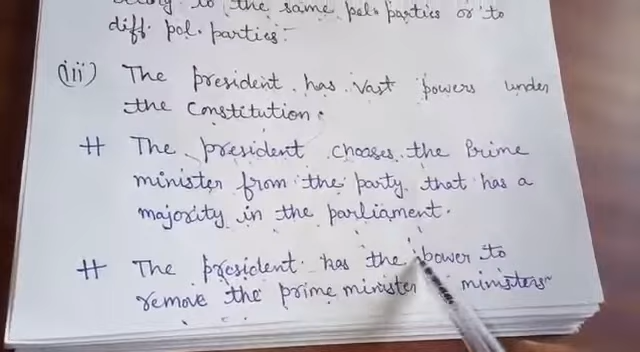 to the same pol. parties or to
diff. pol. parties:-
(iii) The president has vast powers under
the Constitution.
# The president chooses the Prime
minister from the party that has a
majority in the parliament.
# The president has the power to
remove the prime minister ministers